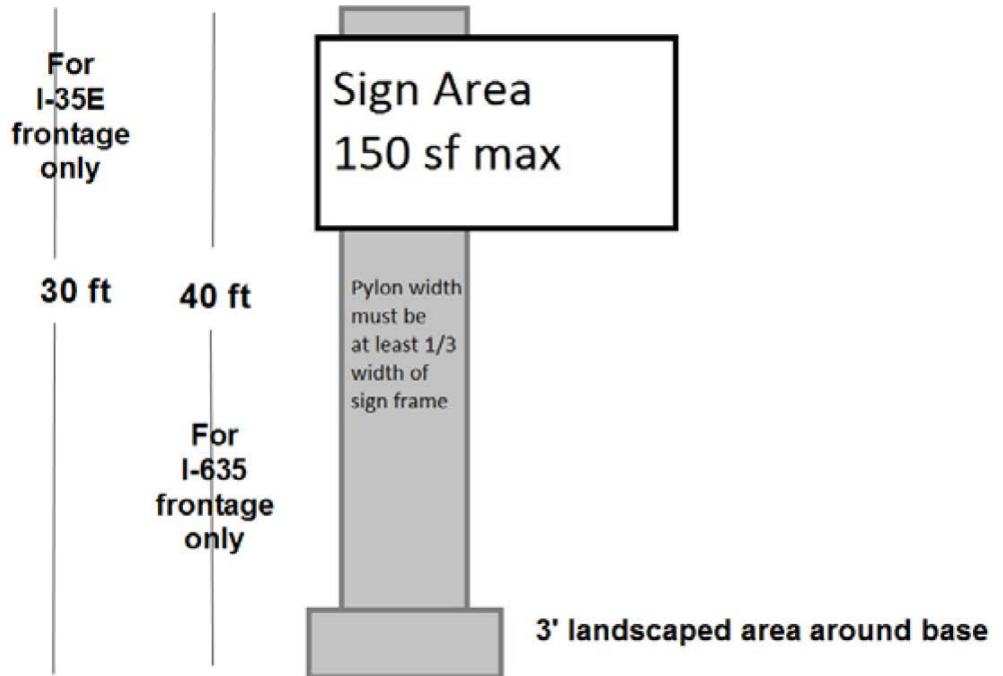 For
I-35E
frontage
only
30 ft
40 ft
For
I-635
frontage
only
Sign Area
150 sf max
Pylon width
must be
at least 1/3
width of
sign frame
3' landscaped area around base